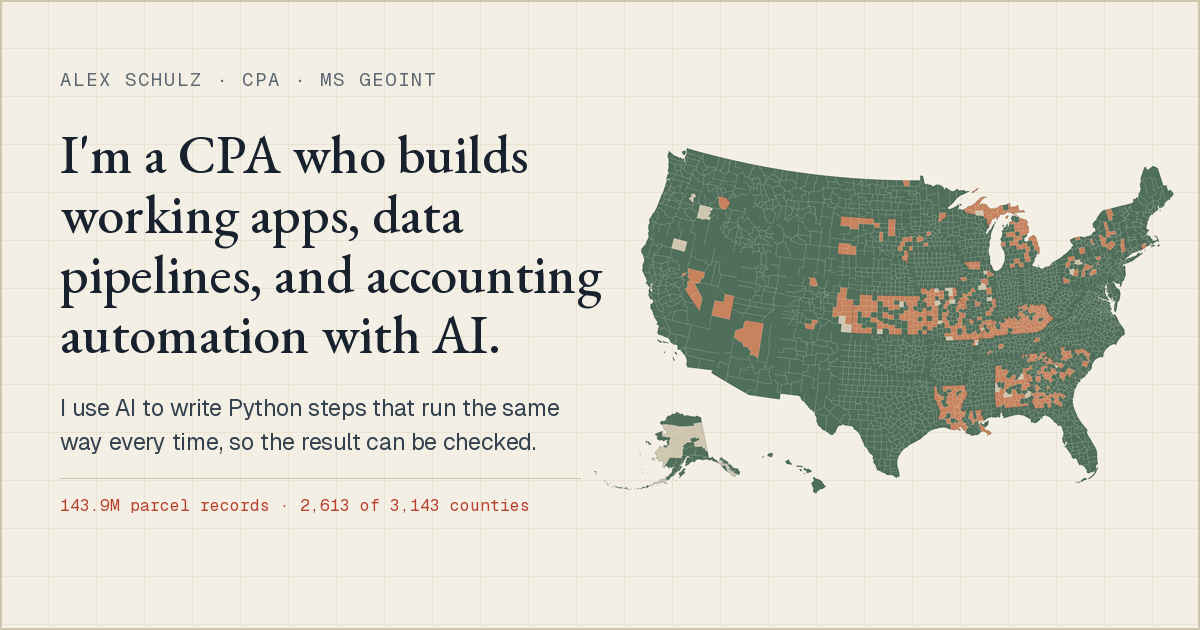 ALEX SCHULZ · CPA · MS GEOINT
I'm a CPA who builds
working apps, data
pipelines, and accounting
automation with AI.
I use AI to write Python steps that run the same
way every time, so the result can be checked.
143.9M parcel records · 2,613 of 3,143 counties